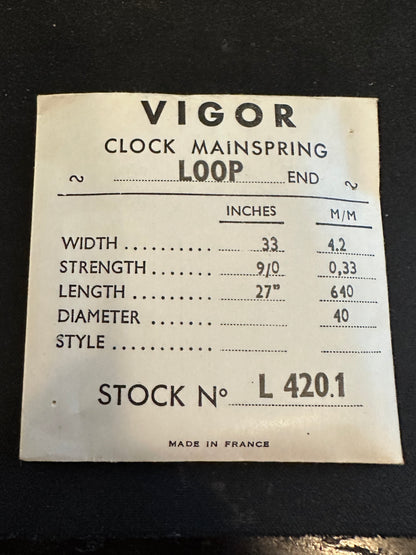 VIGOR
CLOCK MAINSPRING
~ LOOP END ~
INCHES M/M
WIDTH .......... 33 4.2
STRENGTH ....... 9/0 0,33
LENGTH ......... 27" 640
DIAMETER ....... 40
STYLE ...........
STOCK Nº L 420.1
MADE IN FRANCE